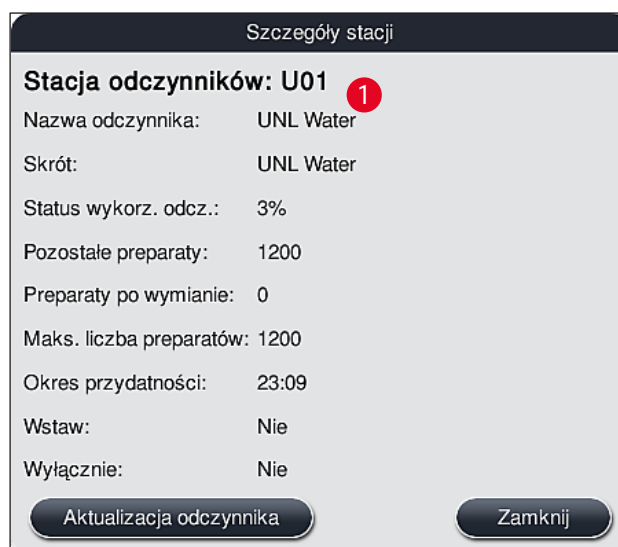 Szczegóły stacji
Stacja odczynników: U01
1
Nazwa odczynnika: UNL Water
Skrót: UNL Water
Status wykorz. odcz.: 3%
Pozostałe preparaty: 1200
Preparaty po wymianie: 0
Maks. liczba preparatów: 1200
Okres przydatności: 23:09
Wstaw: Nie
Wyłącznie: Nie
Aktualizacja odczynnika Zamknij